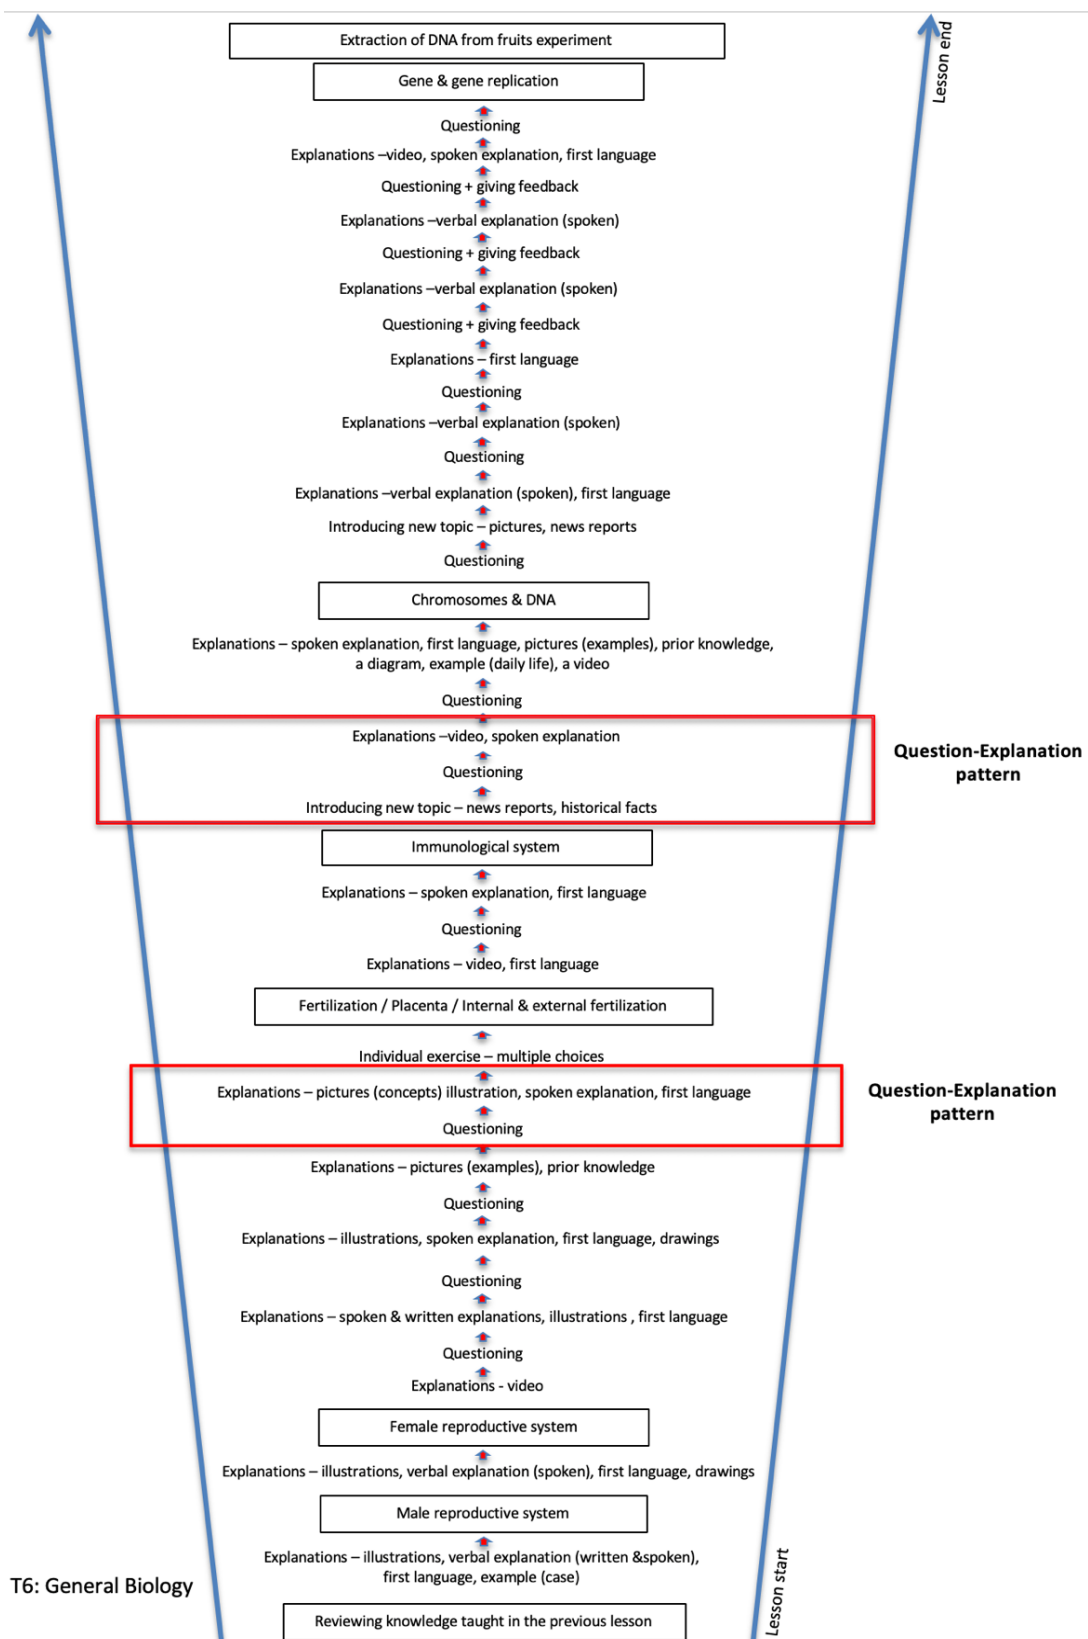 Extraction of DNA from fruits experiment
Lesson end
Gene & gene replication
Questioning
Explanations –video, spoken explanation, first language
Questioning + giving feedback
Explanations –verbal explanation (spoken)
Questioning + giving feedback
Explanations –verbal explanation (spoken)
Questioning + giving feedback
Explanations – first language
Questioning
Explanations –verbal explanation (spoken)
Questioning
Explanations –verbal explanation (spoken), first language
Introducing new topic – pictures, news reports
Questioning
Chromosomes & DNA
Explanations – spoken explanation, first language, pictures (examples), prior knowledge,
a diagram, example (daily life), a video
Questioning
Explanations –video, spoken explanation
Question-Explanation
pattern
Questioning
Introducing new topic – news reports, historical facts
Immunological system
Explanations – spoken explanation, first language
Questioning
Explanations – video, first language
Fertilization / Placenta / Internal & external fertilization
Individual exercise – multiple choices
Explanations – pictures (concepts) illustration, spoken explanation, first language
Question-Explanation
pattern
Questioning
Explanations – pictures (examples), prior knowledge
Questioning
Explanations – illustrations, spoken explanation, first language, drawings
Questioning
Explanations – spoken & written explanations, illustrations , first language
Questioning
Explanations - video
Female reproductive system
Explanations – illustrations, verbal explanation (spoken), first language, drawings
Male reproductive system
Explanations – illustrations, verbal explanation (written &spoken),
first language, example (case)
T6: General Biology
Lesson start
Reviewing knowledge taught in the previous lesson